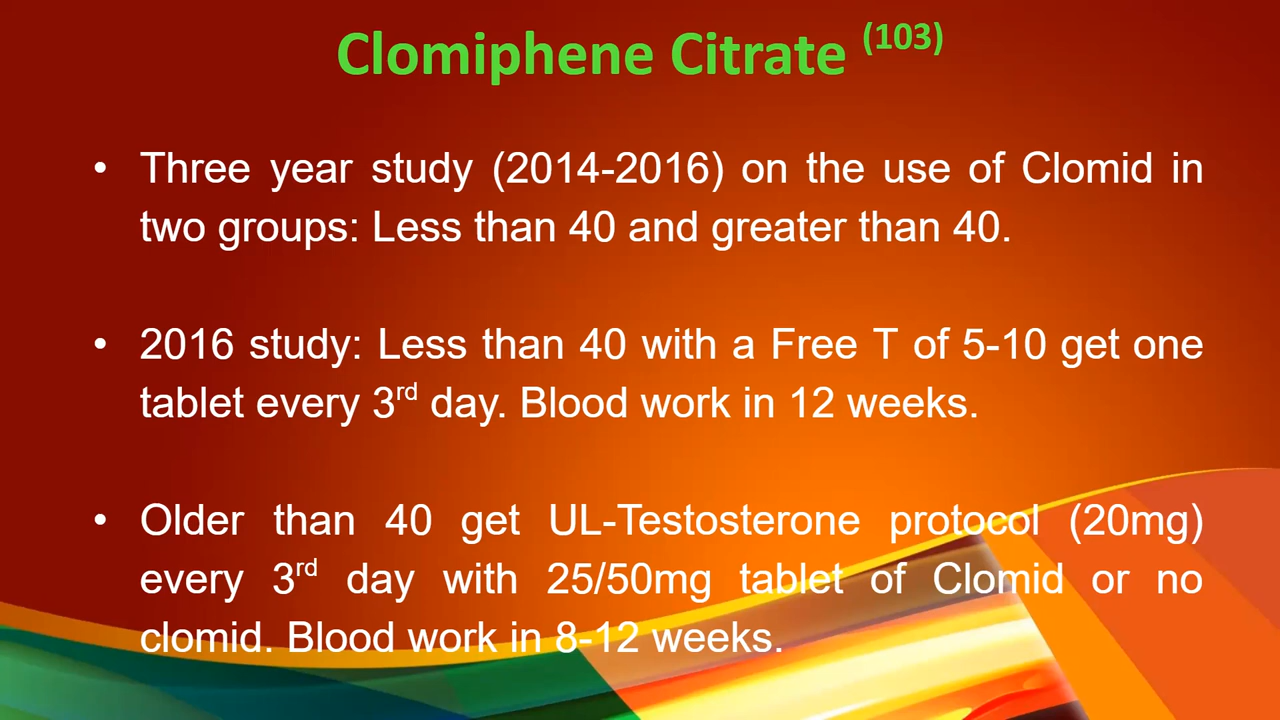 Clomiphene Citrate (103)
• Three year study (2014-2016) on the use of Clomid in
two groups: Less than 40 and greater than 40.
• 2016 study: Less than 40 with a Free T of 5-10 get one
tablet every 3rd day. Blood work in 12 weeks.
• Older than 40 get UL-Testosterone protocol (20mg)
every 3rd day with 25/50mg tablet of Clomid or no
clomid. Blood work in 8-12 weeks.